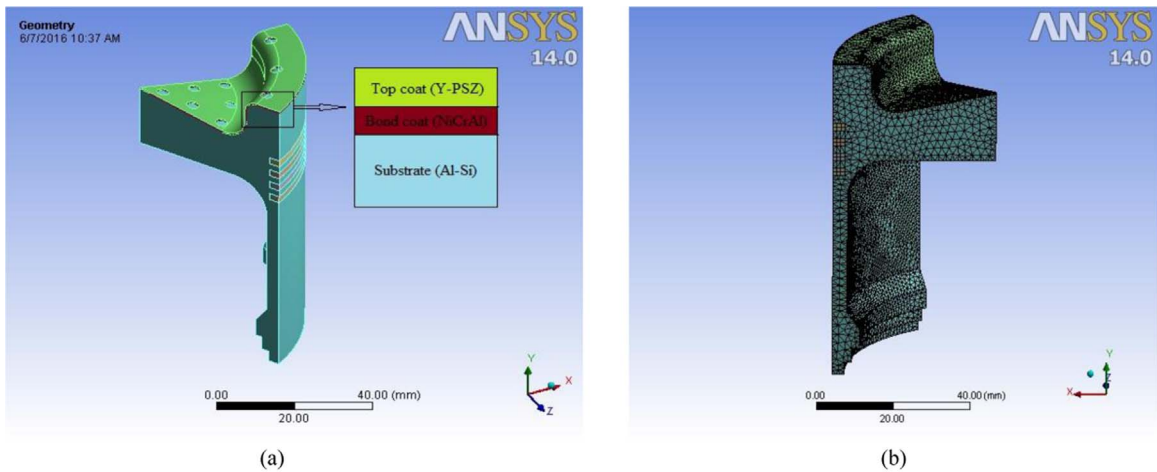 Geometry
6/7/2016 10:37 AM
ANSYS
14.0
Top coat (Y-PSZ)
Bond coat (NiCrAl)
Substrate (Al-Si)
Y
X
Z
0.00
40.00 (mm)
20.00
(a)
ANSYS
14.0
Y
X
Z
0.00
40.00 (mm)
20.00
(b)